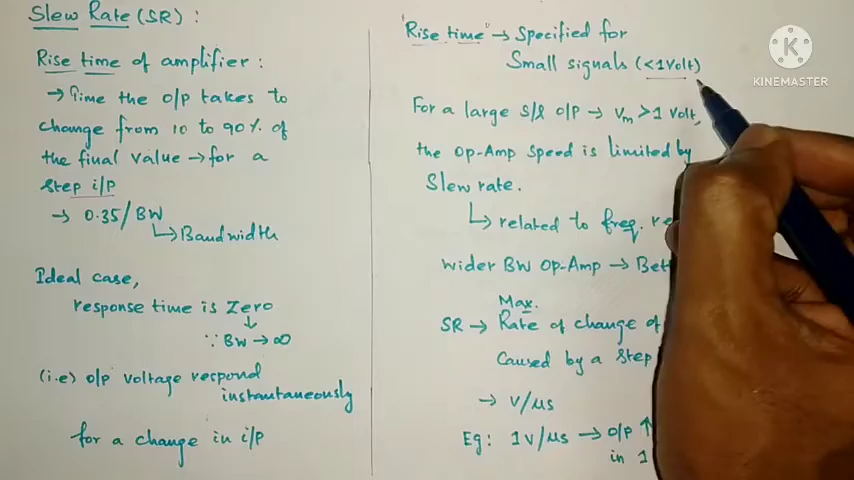 Slew Rate (SR) :
Rise time of amplifier :
→ Time the o/p takes to
change from 10 to 90% of
the final value → for a
step i/p
→ 0.35/BW
↳ Bandwidth
Ideal case,
response time is Zero
↓
∵ BW → ∞
(i.e) o/p voltage respond
instantaneously
for a change in i/p
"Rise time" → Specified for
Small signals (<1Volt)
For a large s/l o/p → Vm > 1 Volt,
the Op-Amp Speed is limited by
Slew rate.
↳ related to freq.
wider BW Op-Amp →
Max.
SR → Rate of change of
Caused by a Step
→ V/μs
Eg: 1V/μs → o/p ↑
in 1
K
KINEMASTER